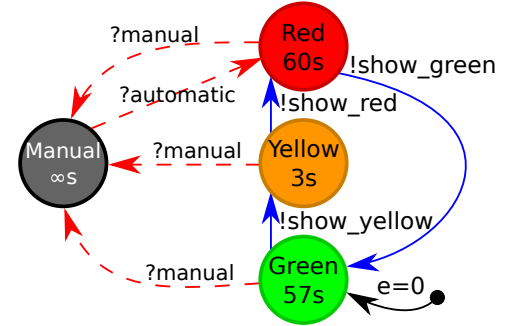 Red
60s
?manual
!show_green
?automatic
!show_red
Manual
∞s
?manual
Yellow
3s
!show_yellow
?manual
Green
57s
e=0